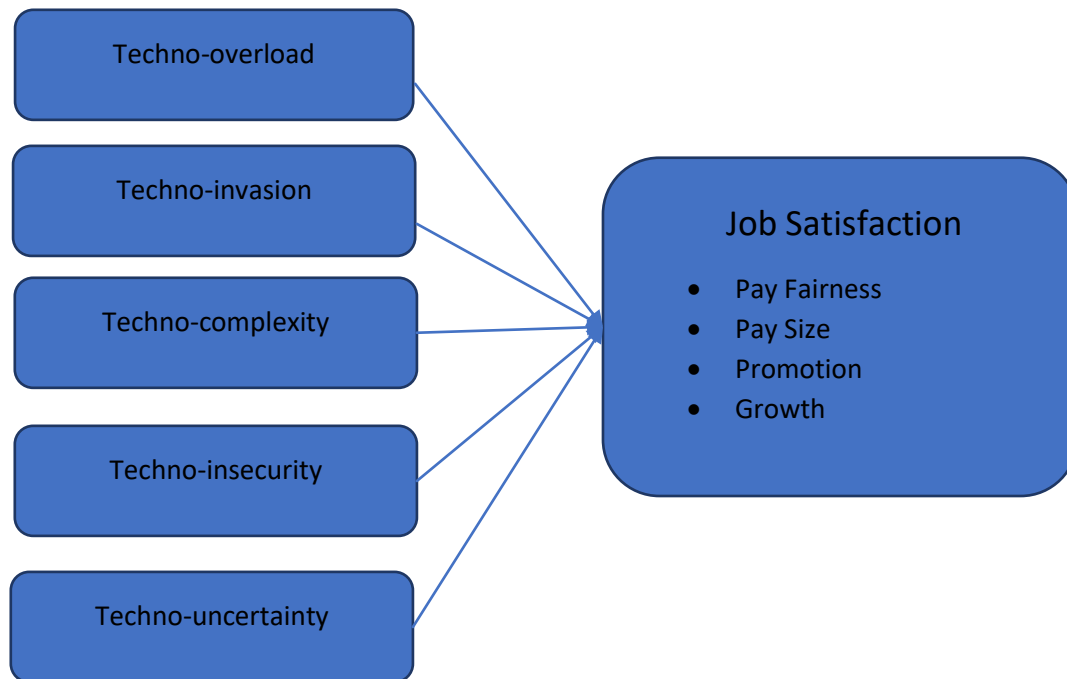 Techno-overload
Techno-invasion
Techno-complexity
Techno-insecurity
Techno-uncertainty
Job Satisfaction
• Pay Fairness
• Pay Size
• Promotion
• Growth